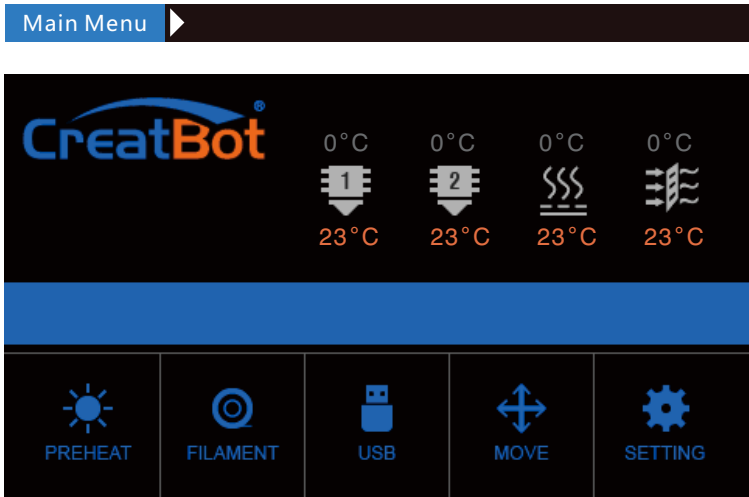 Main Menu
CreatBot®
0°C 0°C 0°C 0°C
1 2
23°C 23°C 23°C 23°C
PREHEAT FILAMENT USB MOVE SETTING